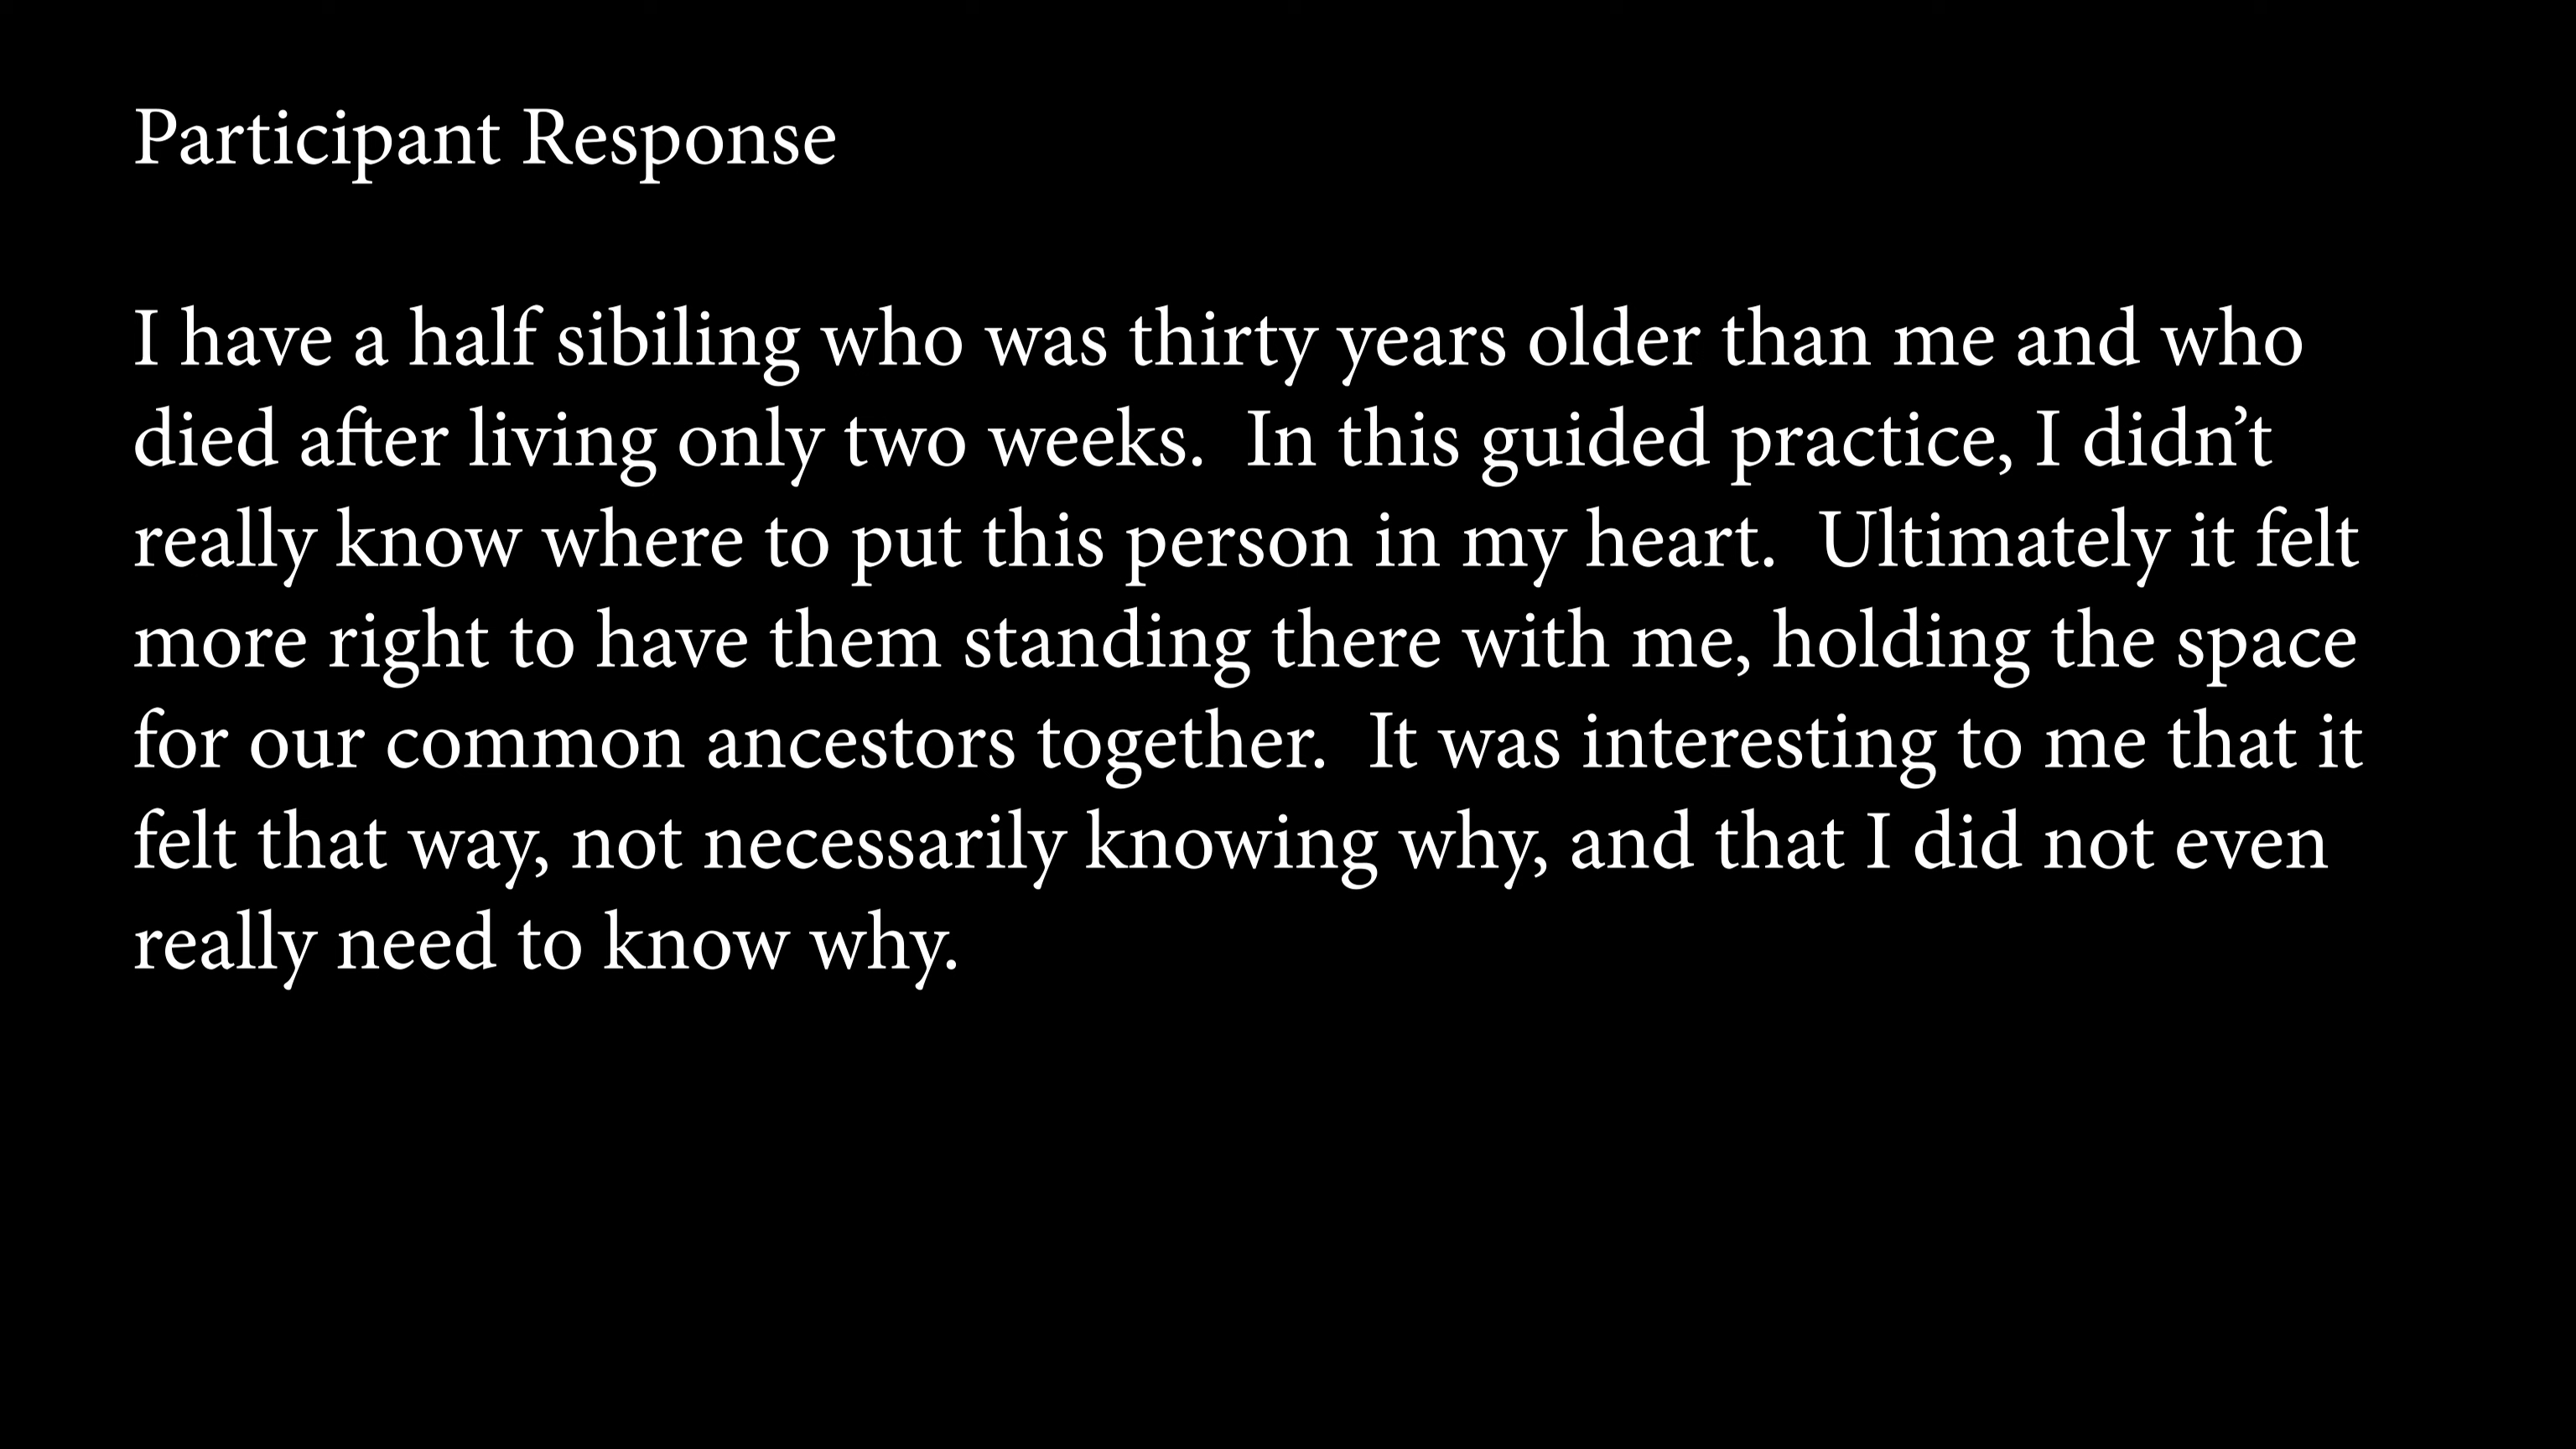 Participant Response
I have a half sibiling who was thirty years older than me and who
died after living only two weeks.  In this guided practice, I didn’t
really know where to put this person in my heart.  Ultimately it felt
more right to have them standing there with me, holding the space
for our common ancestors together.  It was interesting to me that it
felt that way, not necessarily knowing why, and that I did not even
really need to know why.